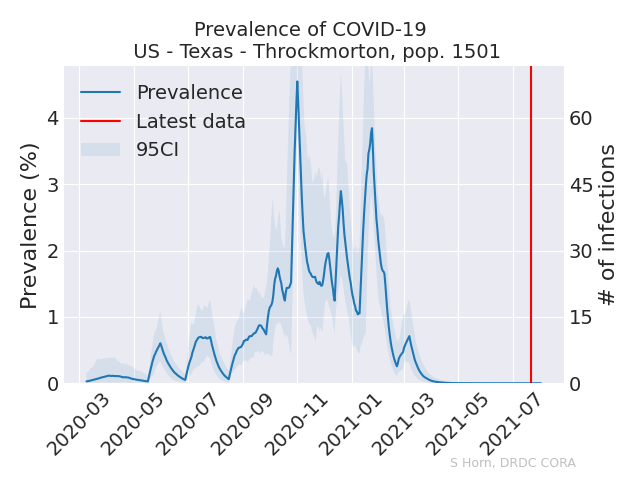 Prevalence of COVID-19
US - Texas - Throckmorton, pop. 1501
Prevalence
Latest data
95CI
Prevalence (%)
4
3
2
1
0
# of infections
60
45
30
15
0
2020-03
2020-05
2020-07
2020-09
2020-11
2021-01
2021-03
2021-05
2021-07
S Horn, DRDC CORA